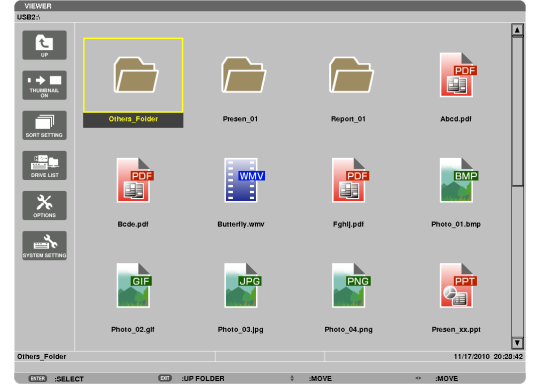 VIEWER
USB2:\
UP
THUMBNAIL
ON
SORT SETTING
DRIVE LIST
OPTIONS
SYSTEM SETTING
Others_Folder
Presen_01
Report_01
PDF
Abcd.pdf
PDF
Bcde.pdf
WMV
Butterfly.wmv
PDF
Fghij.pdf
BMP
Photo_01.bmp
GIF
Photo_02.gif
JPG
Photo_03.jpg
PNG
Photo_04.png
PPT
Presen_xx.ppt
Others_Folder
11/17/2010 20:28:42
ENTER :SELECT
EXIT :UP FOLDER
:MOVE
:MOVE